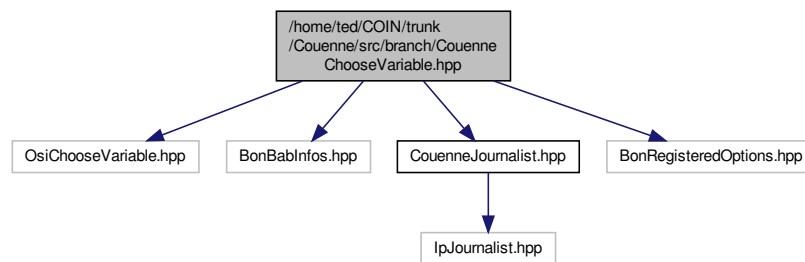 /home/ted/COIN/trunk
/Couenne/src/branch/Couenne
ChooseVariable.hpp
OsiChooseVariable.hpp
BonBabInfos.hpp
CouenneJournalist.hpp
BonRegisteredOptions.hpp
IpJournalist.hpp